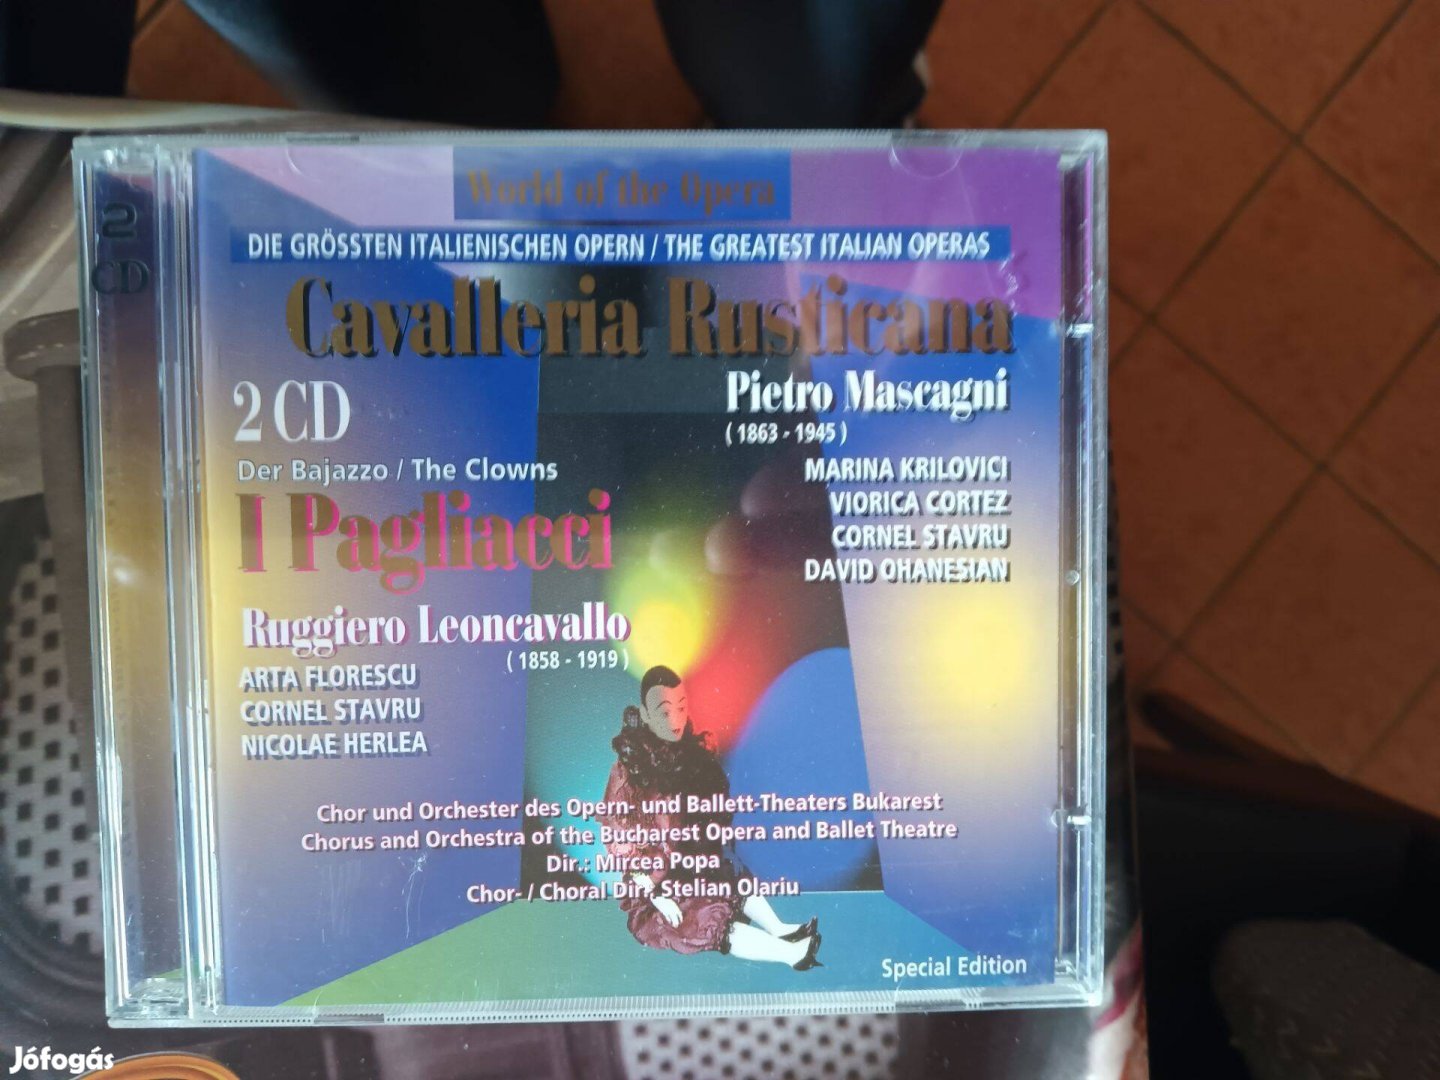 World of the Opera
DIE GRÖSSTEN ITALIENISCHEN OPERN / THE GREATEST ITALIAN OPERAS
Cavalleria Rusticana
2 CD
2 CD
Pietro Mascagni
(1863 - 1945)
MARINA KRILOVICI
VIORICA CORTEZ
CORNEL STAVRU
DAVID OHANESIAN
Der Bajazzo / The Clowns
I Pagliacci
Ruggiero Leoncavallo
(1858 - 1919)
ARTA FLORESCU
CORNEL STAVRU
NICOLAE HERLEA
Chor und Orchester des Opern- und Ballett-Theaters Bukarest
Chorus and Orchestra of the Bucharest Opera and Ballet Theatre
Dir.: Mircea Popa
Chor- / Choral Dir. Stelian Olariu
Special Edition
Jófogás